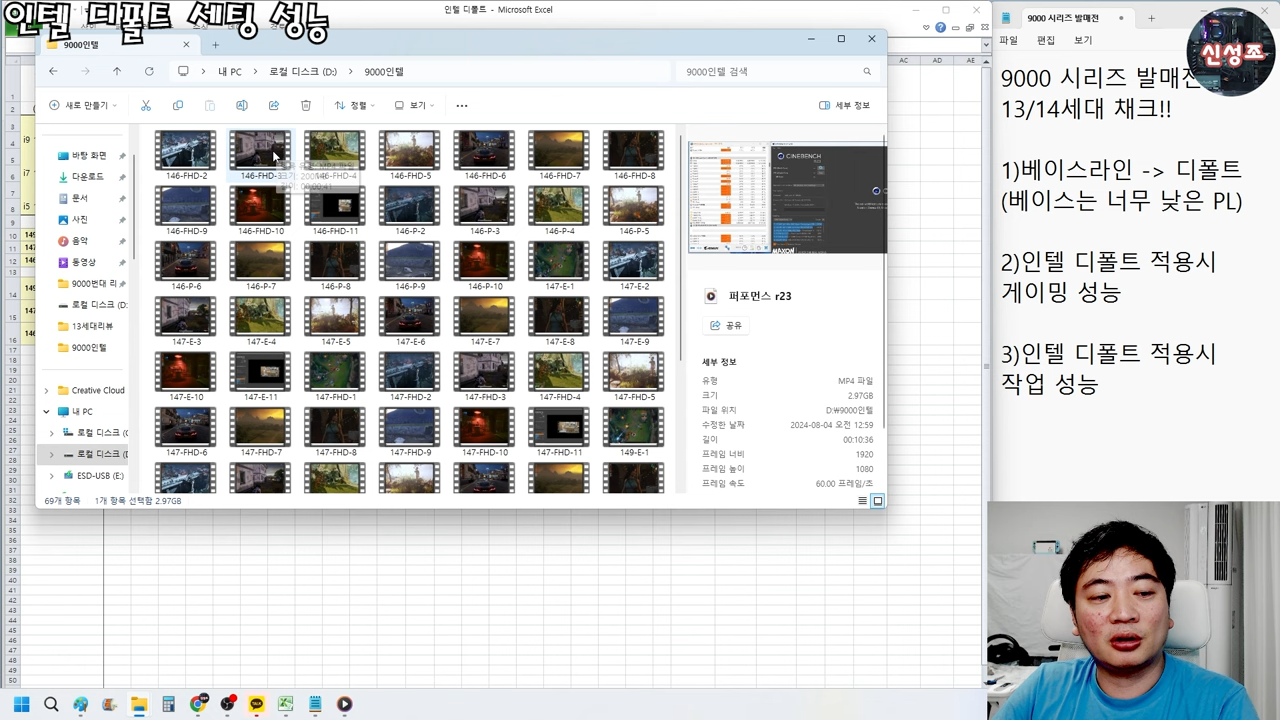 인텔 디폴트 세팅 성능
인텔 디폴트 - Microsoft Excel
9000인텔
내 PC > 로컬 디스크 (D:) > 9000인텔
9000인텔 검색
새로 만들기
정렬
보기
세부 정보
바탕 화면
다운로드
음악
9000번대 리
로컬 디스크 (D:
13세대리뷰
9000인텔
Creative Cloud
내 PC
로컬 디스크 (
로컬 디스크 (
ESD-USB (E:)
146-FHD-2
146-FHD-5
146-FHD-6
146-FHD-7
146-FHD-8
146-FHD-9
146-FHD-10
146-FHD-11
146-P-2
146-P-3
146-P-4
146-P-5
146-P-6
146-P-7
146-P-8
146-P-9
146-P-10
147-E-1
147-E-2
147-E-3
147-E-4
147-E-5
147-E-6
147-E-7
147-E-8
147-E-9
147-E-10
147-E-11
147-FHD-1
147-FHD-2
147-FHD-3
147-FHD-4
147-FHD-5
147-FHD-6
147-FHD-7
147-FHD-8
147-FHD-9
147-FHD-10
147-FHD-11
149-E-1
69개 항목
1개 항목 선택함 2.97GB
CINEBENCH
MAXON
퍼포먼스 r23
공유
세부 정보
유형 MP4 파일
크기 2.97GB
파일 위치 D:₩9000인텔
수정한 날짜 2024-08-04 오전 12:59
길이 00:10:36
프레임 너비 1920
프레임 높이 1080
프레임 속도 60.00 프레임/초
AC AD AE
9000 시리즈 발매전
파일 편집 보기
신성조
9000 시리즈 발매전
13/14세대 채크!!
1)베이스라인 -> 디폴트
(베이스는 너무 낮은 PL)
2)인텔 디폴트 적용시
게이밍 성능
3)인텔 디폴트 적용시
작업 성능